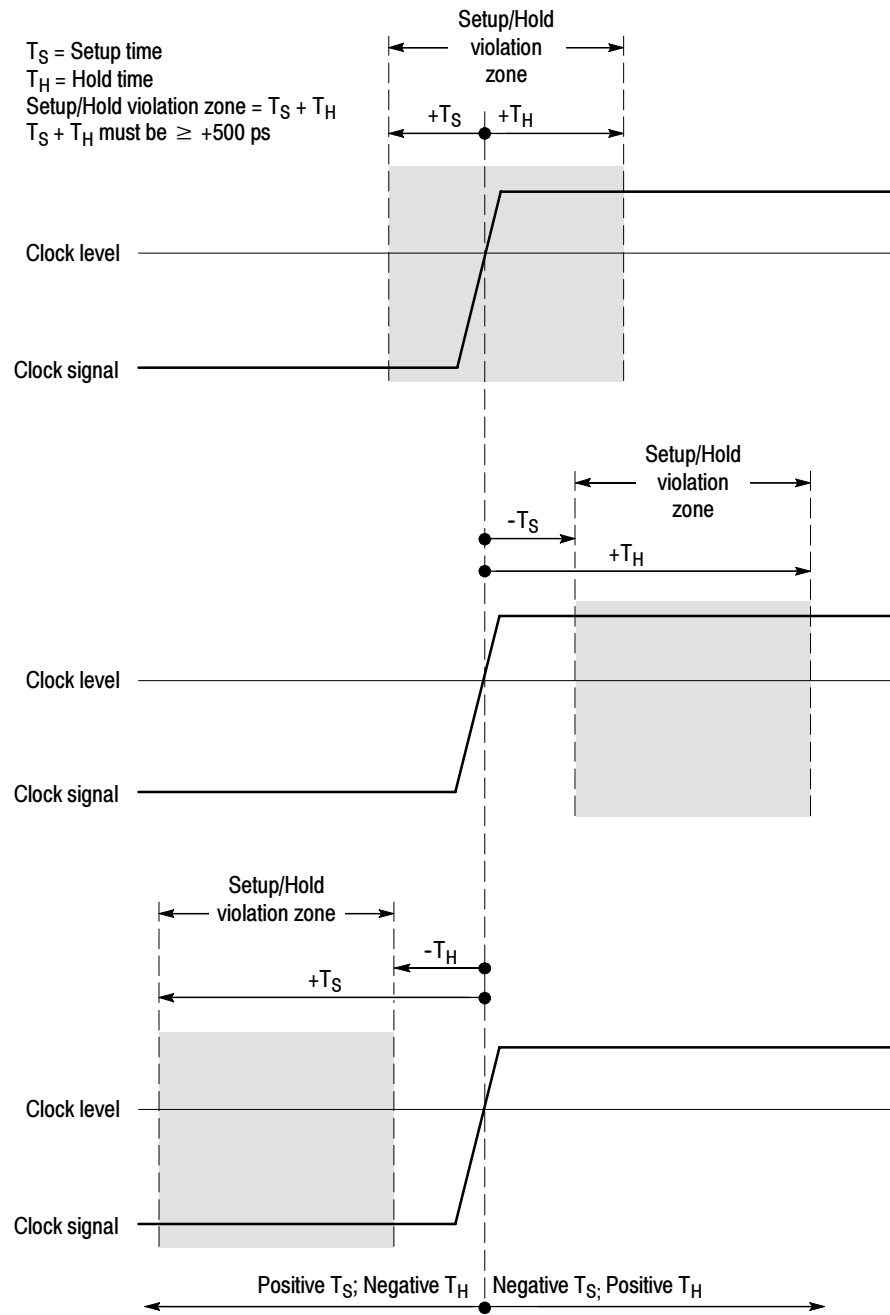 T_S = Setup time
T_H = Hold time
Setup/Hold violation zone = T_S + T_H
T_S + T_H must be ≥ +500 ps
Setup/Hold
violation
zone
+T_S
+T_H
Clock level
Clock signal
Setup/Hold
violation
zone
-T_S
+T_H
Clock level
Clock signal
Setup/Hold
violation zone
-T_H
+T_S
Clock level
Clock signal
Positive T_S; Negative T_H
Negative T_S; Positive T_H